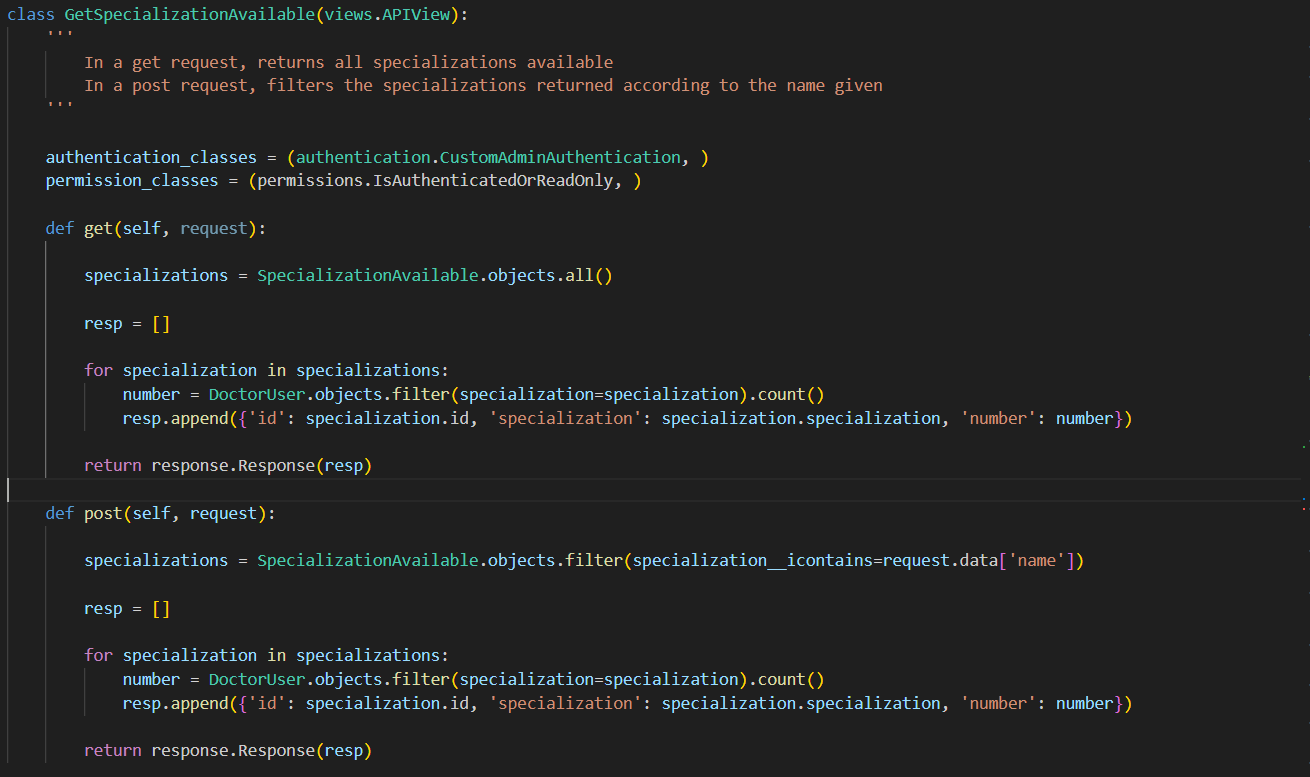 class GetSpecializationAvailable(views.APIView):
    '''
        In a get request, returns all specializations available
        In a post request, filters the specializations returned according to the name given
    '''
    authentication_classes = (authentication.CustomAdminAuthentication, )
    permission_classes = (permissions.IsAuthenticatedOrReadOnly, )
    def get(self, request):
        specializations = SpecializationAvailable.objects.all()
        resp = []
        for specialization in specializations:
            number = DoctorUser.objects.filter(specialization=specialization).count()
            resp.append({'id': specialization.id, 'specialization': specialization.specialization, 'number': number})
        return response.Response(resp)
    def post(self, request):
        specializations = SpecializationAvailable.objects.filter(specialization__icontains=request.data['name'])
        resp = []
        for specialization in specializations:
            number = DoctorUser.objects.filter(specialization=specialization).count()
            resp.append({'id': specialization.id, 'specialization': specialization.specialization, 'number': number})
        return response.Response(resp)